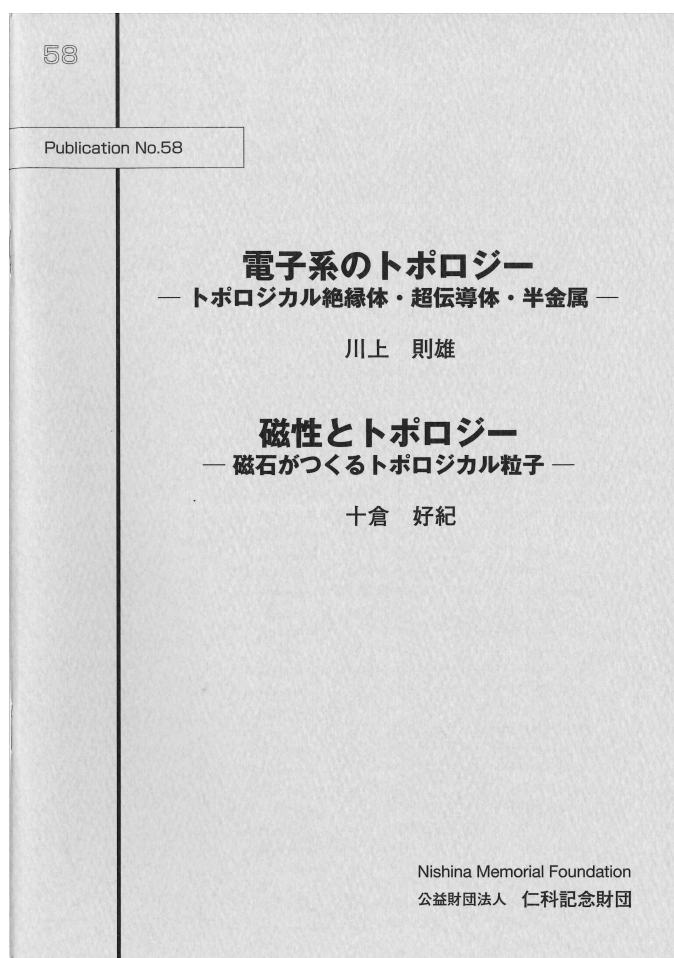 58
Publication No.58
電子系のトポロジー
― トポロジカル絶縁体・超伝導体・半金属 ―
川上　則雄
磁性とトポロジー
― 磁石がつくるトポロジカル粒子 ―
十倉　好紀
Nishina Memorial Foundation
公益財団法人　仁科記念財団